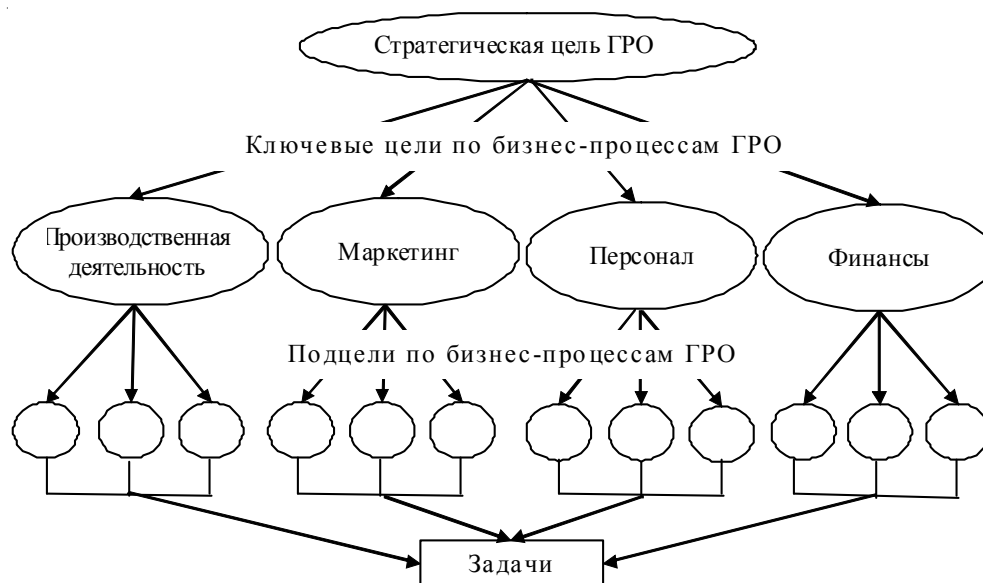 Стратегическая цель ГРО
Ключевые цели по бизнес-процессам ГРО
Производственная
деятельность
Маркетинг
Персонал
Финансы
Подцели по бизнес-процессам ГРО
Задачи